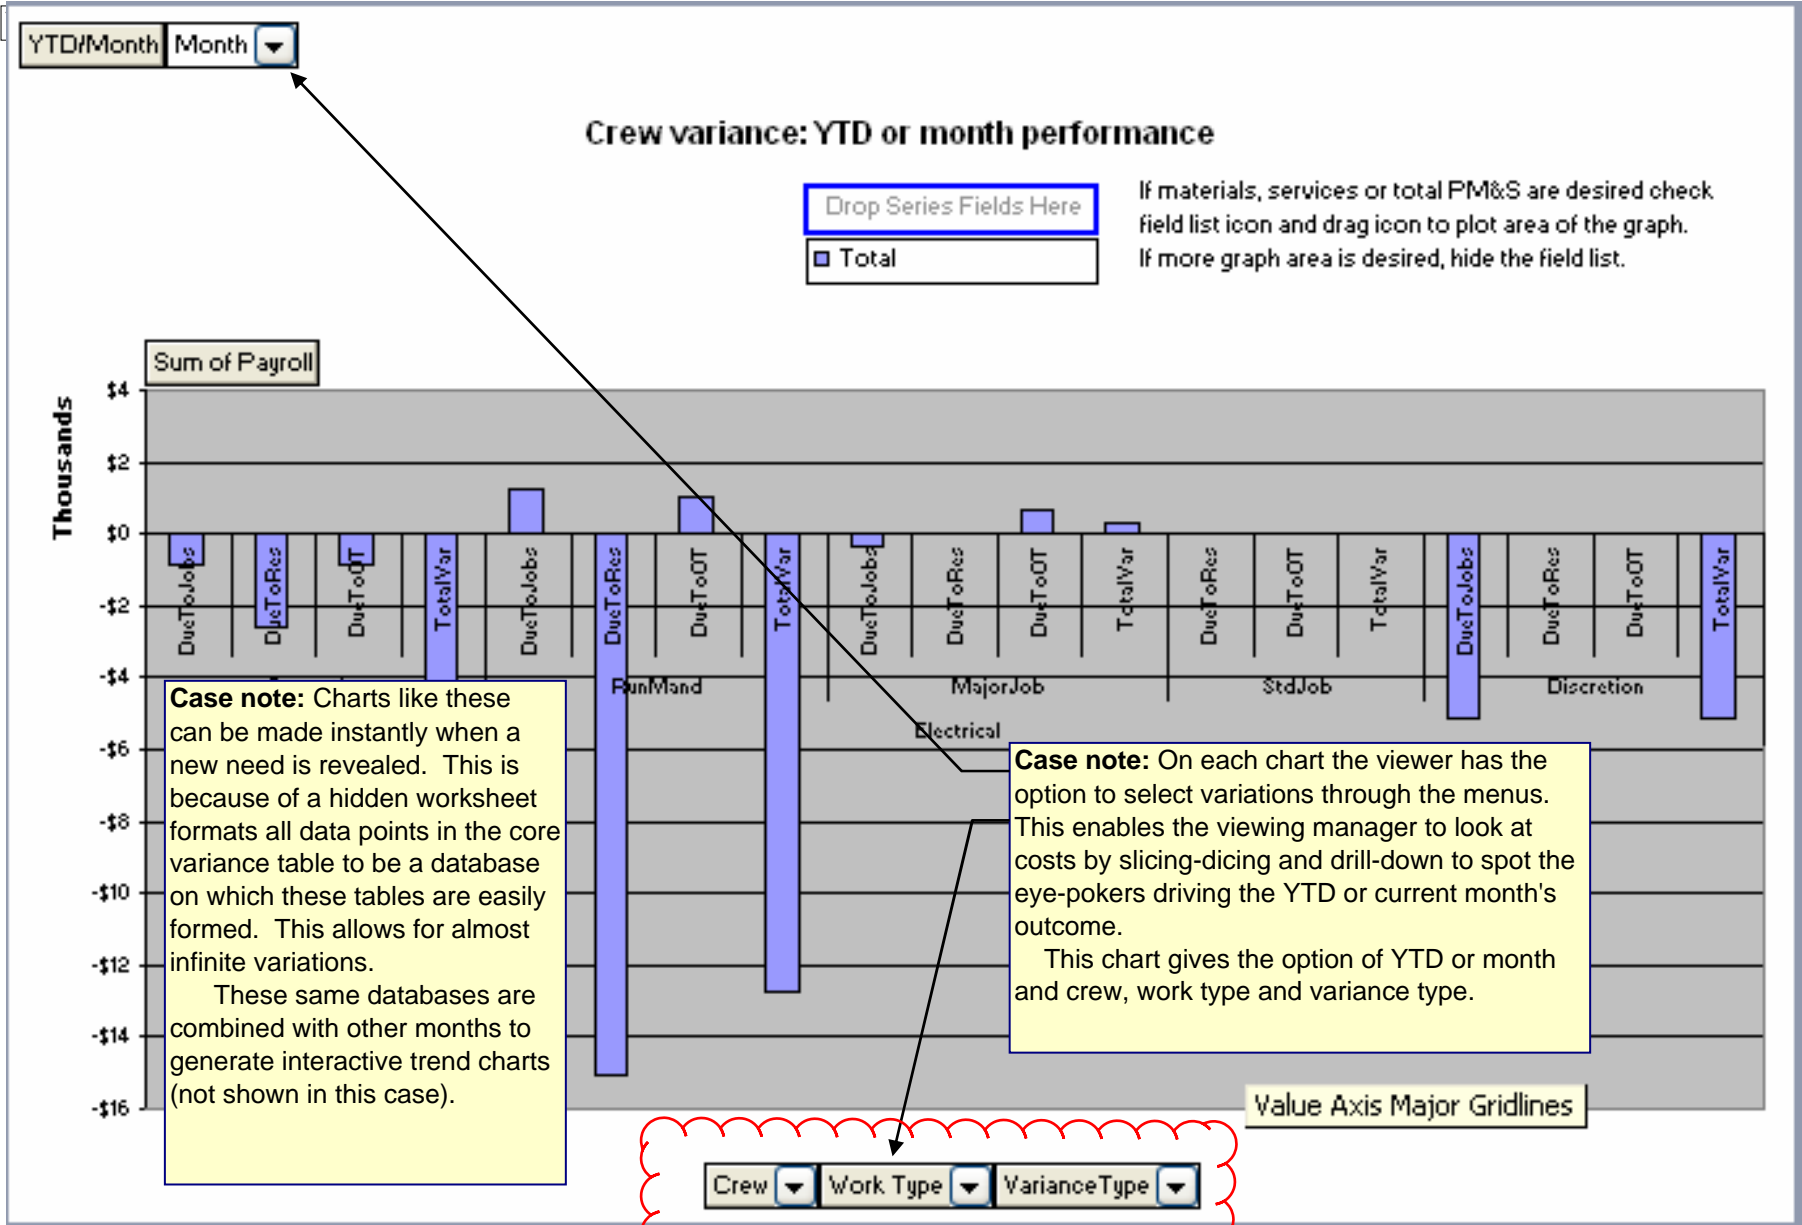 YTD/Month Month
Crew variance: YTD or month performance
Drop Series Fields Here
Total
If materials, services or total PM&S are desired check
field list icon and drag icon to plot area of the graph.
If more graph area is desired, hide the field list.
Sum of Payroll
Thousands
$4
$2
$0
-$2
-$4
-$6
-$8
-$10
-$12
-$14
-$16
DueToJobs
DueToRes
DueToOT
TotalVar
DueToJobs
DueToRes
DueToOT
TotalVar
DueToJobs
DueToRes
DueToOT
TotalVar
DueToRes
DueToOT
TotalVar
DueToJobs
DueToRes
DueToOT
TotalVar
RunMand
MajorJob
StdJob
Discretion
Electrical
Case note: Charts like these
can be made instantly when a
new need is revealed. This is
because of a hidden worksheet
formats all data points in the core
variance table to be a database
on which these tables are easily
formed. This allows for almost
infinite variations.
These same databases are
combined with other months to
generate interactive trend charts
(not shown in this case).
Case note: On each chart the viewer has the
option to select variations through the menus.
This enables the viewing manager to look at
costs by slicing-dicing and drill-down to spot the
eye-pokers driving the YTD or current month's
outcome.
This chart gives the option of YTD or month
and crew, work type and variance type.
Value Axis Major Gridlines
Crew Work Type VarianceType